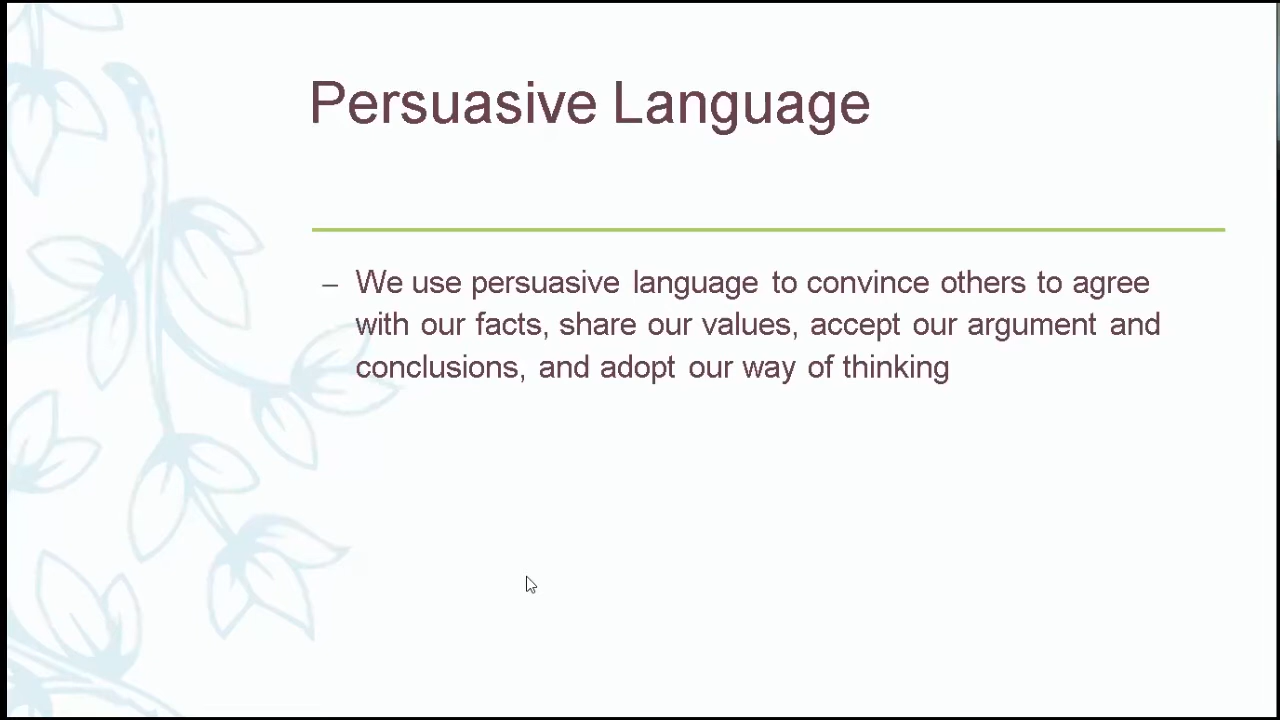 Persuasive Language
– We use persuasive language to convince others to agree
with our facts, share our values, accept our argument and
conclusions, and adopt our way of thinking